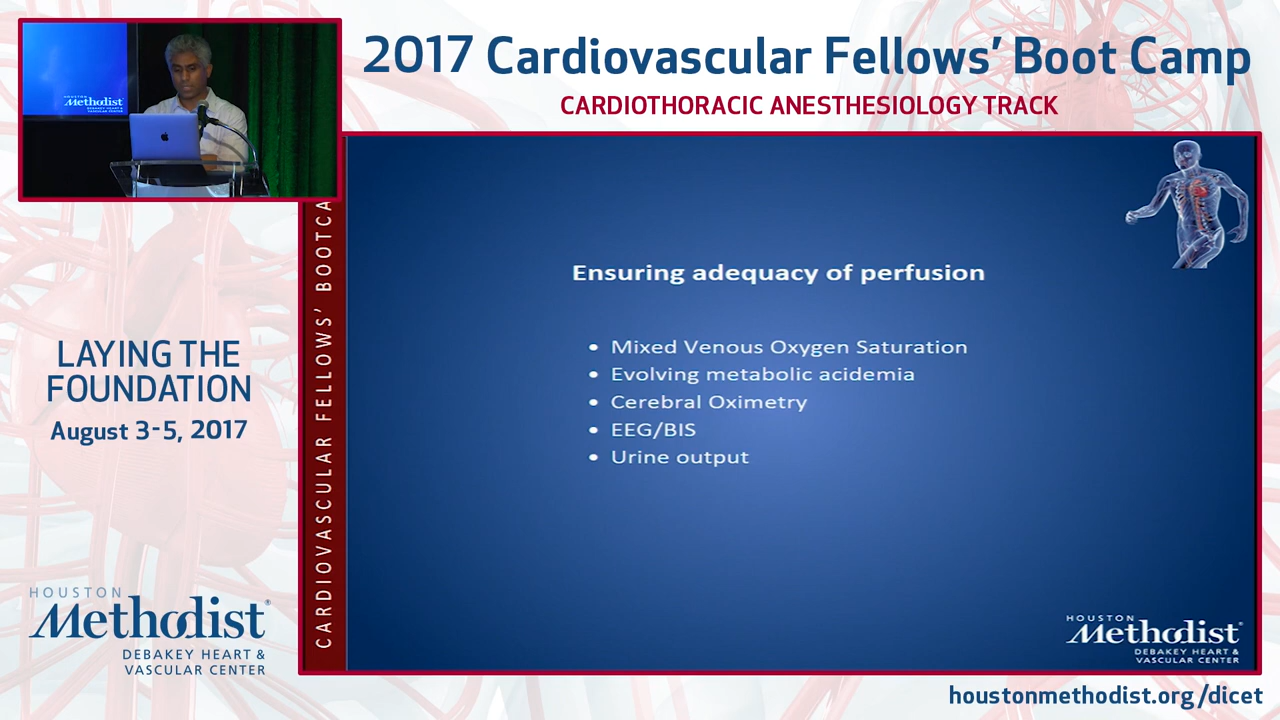 2017 Cardiovascular Fellows’ Boot Camp
CARDIOTHORACIC ANESTHESIOLOGY TRACK
Methodist
CARDIOVASCULAR FELLOWS’ BOOTCA
Ensuring adequacy of perfusion
• Mixed Venous Oxygen Saturation
• Evolving metabolic acidemia
• Cerebral Oximetry
• EEG/BIS
• Urine output
LAYING THE
FOUNDATION
August 3-5, 2017
HOUSTON
Methodist®
DEBAKEY HEART &
VASCULAR CENTER
HOUSTON
Methodist®
DEBAKEY HEART &
VASCULAR CENTER
houstonmethodist.org/dicet